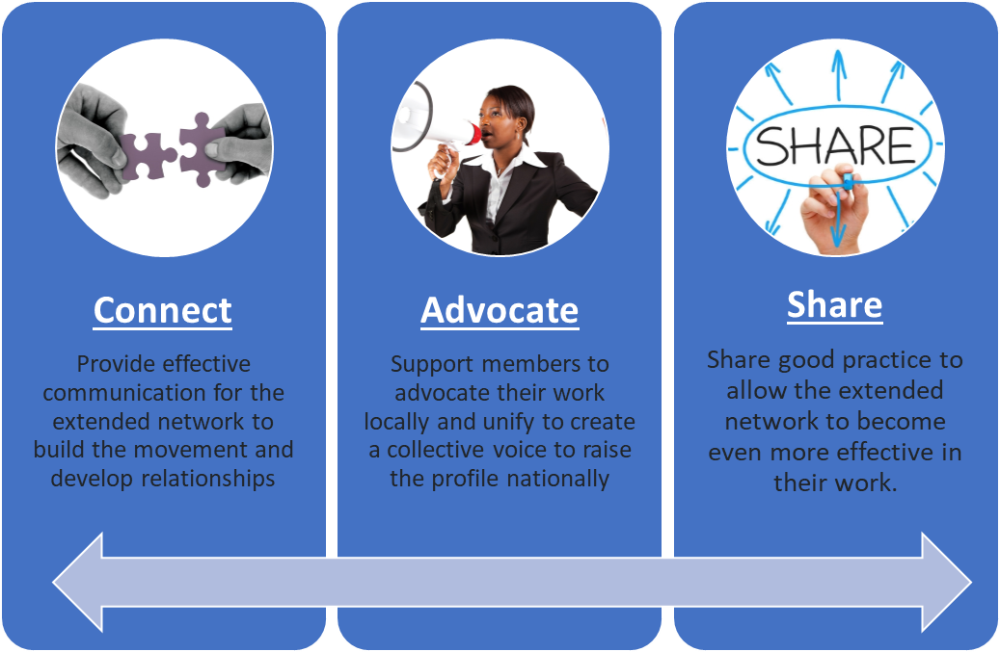 SHARE
Connect
Provide effective
communication for the
extended network to
build the movement and
develop relationships
Advocate
Support members to
advocate their work
locally and unify to create
a collective voice to raise
the profile nationally
Share
Share good practice to
allow the extended
network to become
even more effective in
their work.